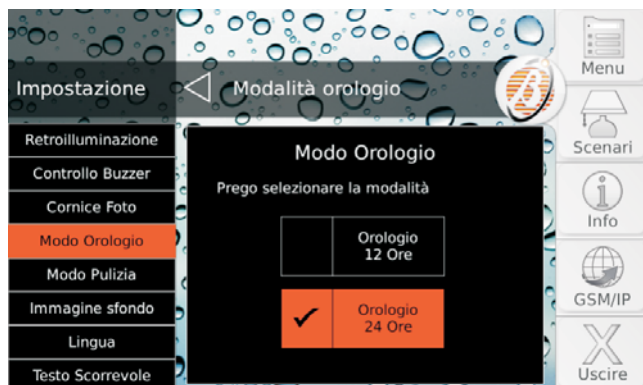 Impostazione
Modalità orologio
Retroilluminazione
Controllo Buzzer
Cornice Foto
Modo Orologio
Modo Pulizia
Immagine sfondo
Lingua
Testo Scorrevole
Modo Orologio
Prego selezionare la modalità
Orologio
12 Ore
Orologio
24 Ore
Menu
Scenari
Info
GSM/IP
Uscire